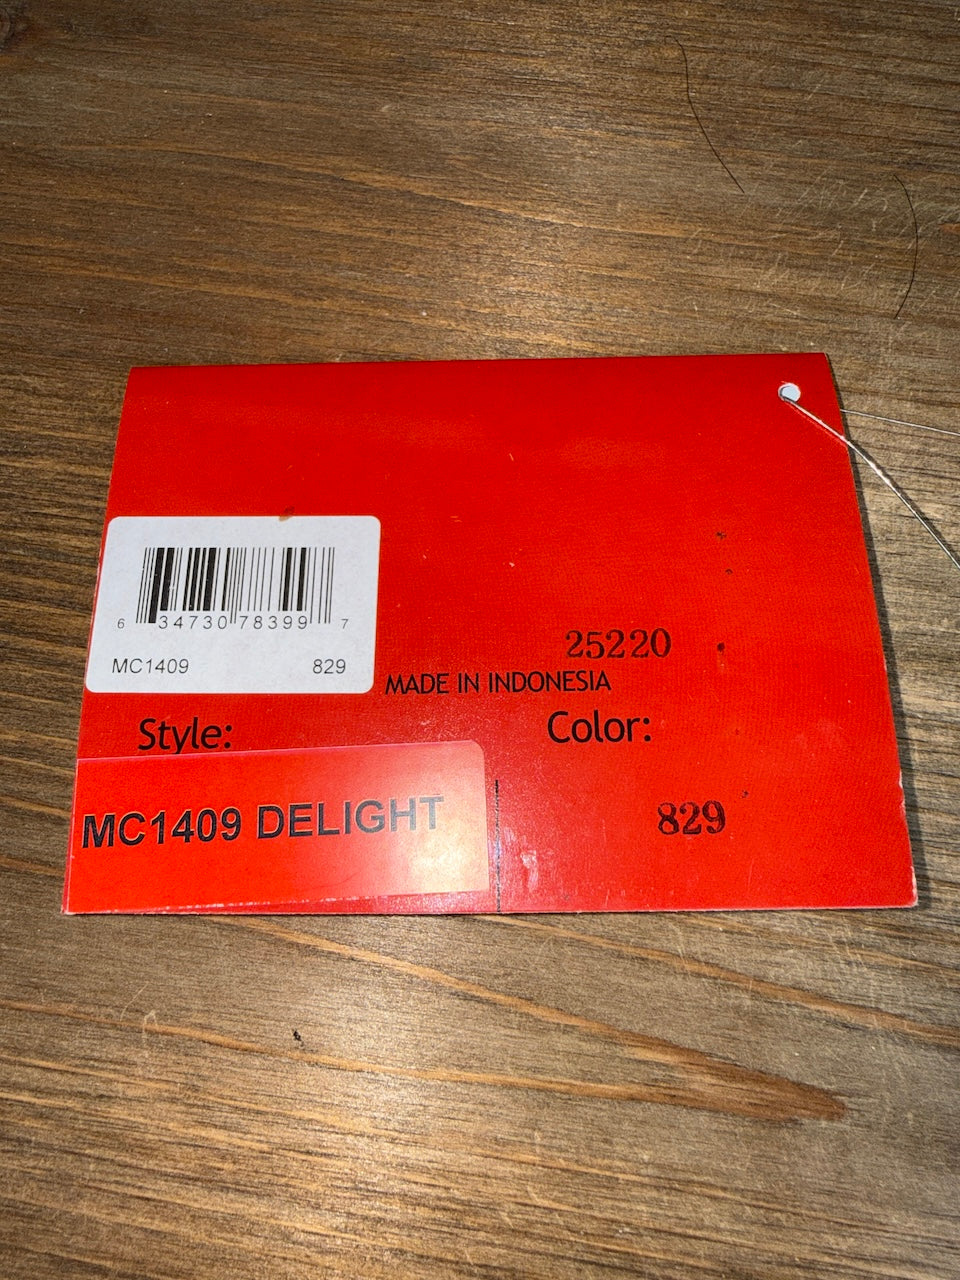 6 34730 78399 7
MC1409 829
25220
MADE IN INDONESIA
Style: Color:
MC1409 DELIGHT 829